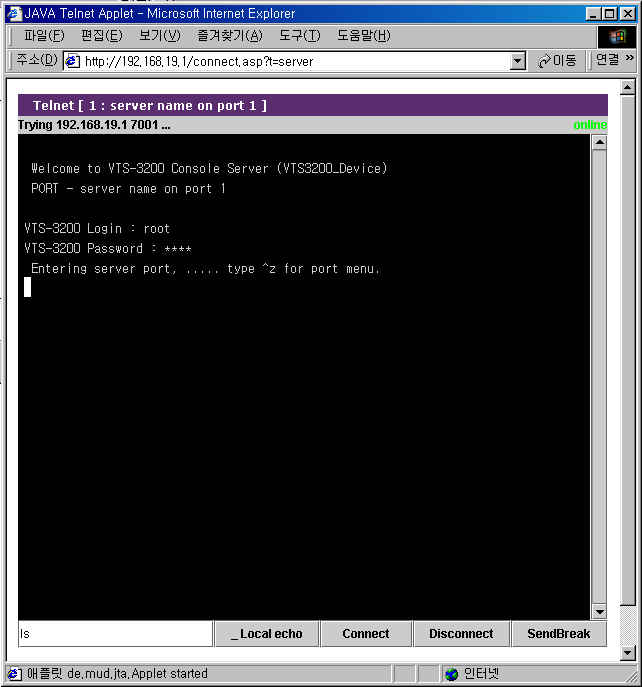 JAVA Telnet Applet - Microsoft Internet Explorer
파일(F) 편집(E) 보기(V) 즐겨찾기(A) 도구(T) 도움말(H)
주소(D) http://192.168.19.1/connect.asp?t=server 이동 연결 »
Telnet [ 1 : server name on port 1 ]
Trying 192.168.19.1 7001 ... online
Welcome to VTS-3200 Console Server (VTS3200_Device)
PORT - server name on port 1
VTS-3200 Login : root
VTS-3200 Password : ****
Entering server port, ..... type ^z for port menu.
ls _ Local echo Connect Disconnect SendBreak
애플릿 de.mud.jta.Applet started 인터넷